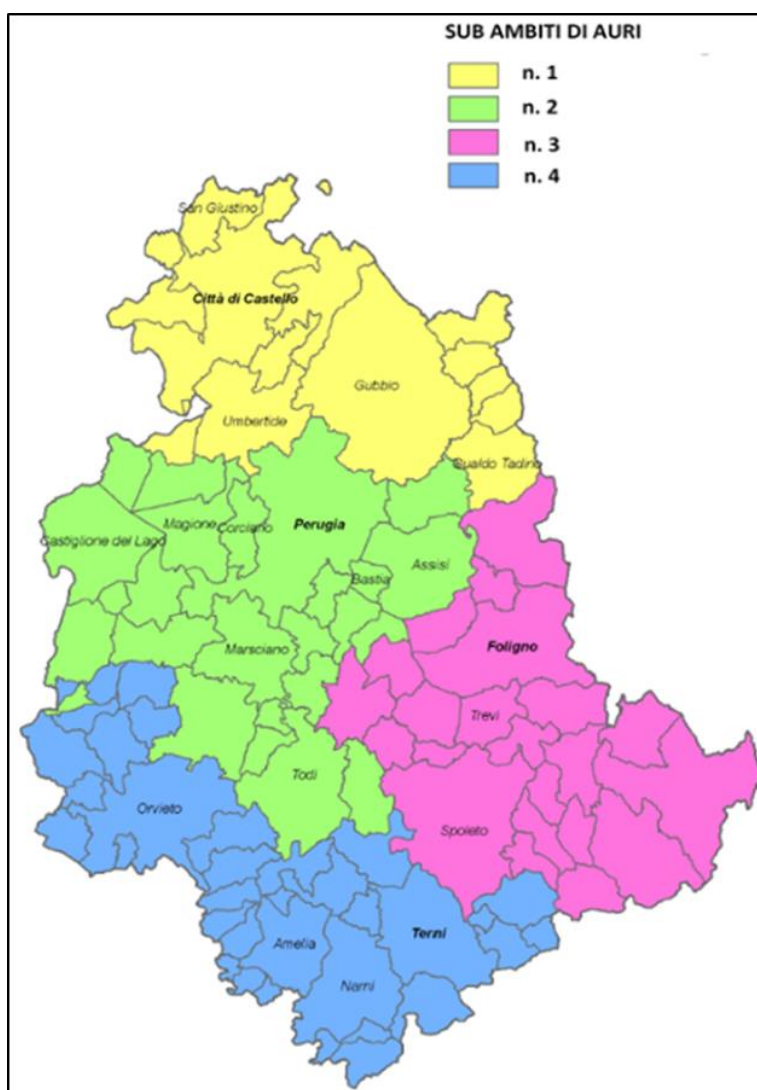 SUB AMBITI DI AURI
n. 1
n. 2
n. 3
n. 4
San Giustino
Città di Castello
Gubbio
Umbertide
Gualdo Tadino
Magione
Corciano
Perugia
Castiglione del Lago
Bastia
Assisi
Marsciano
Foligno
Trevi
Todi
Orvieto
Spoleto
Terni
Amelia
Narni